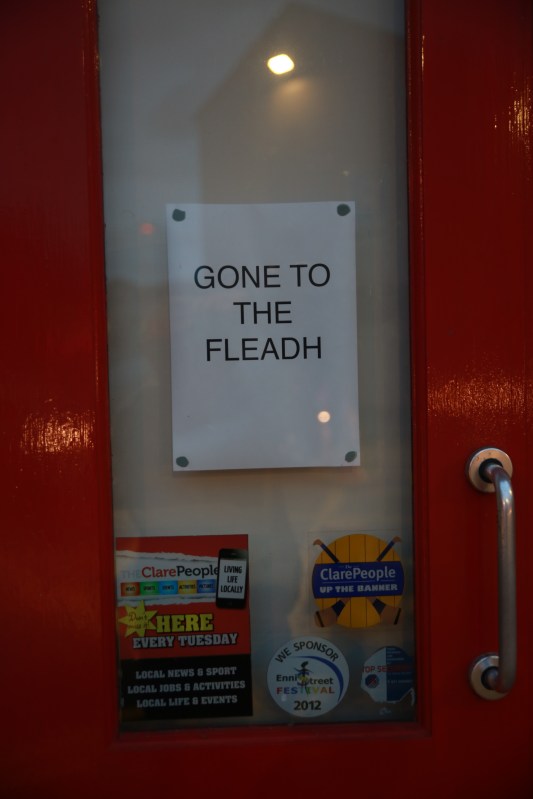 GONE TO
THE
FLEADH
THE ClarePeople
LIVING
LIFE
LOCALLY
HERE
EVERY TUESDAY
LOCAL NEWS & SPORT
LOCAL JOBS & ACTIVITIES
LOCAL LIFE & EVENTS
ClarePeople
UP THE BANNER
WE SPONSOR
Ennis Street
FESTIVAL
2012